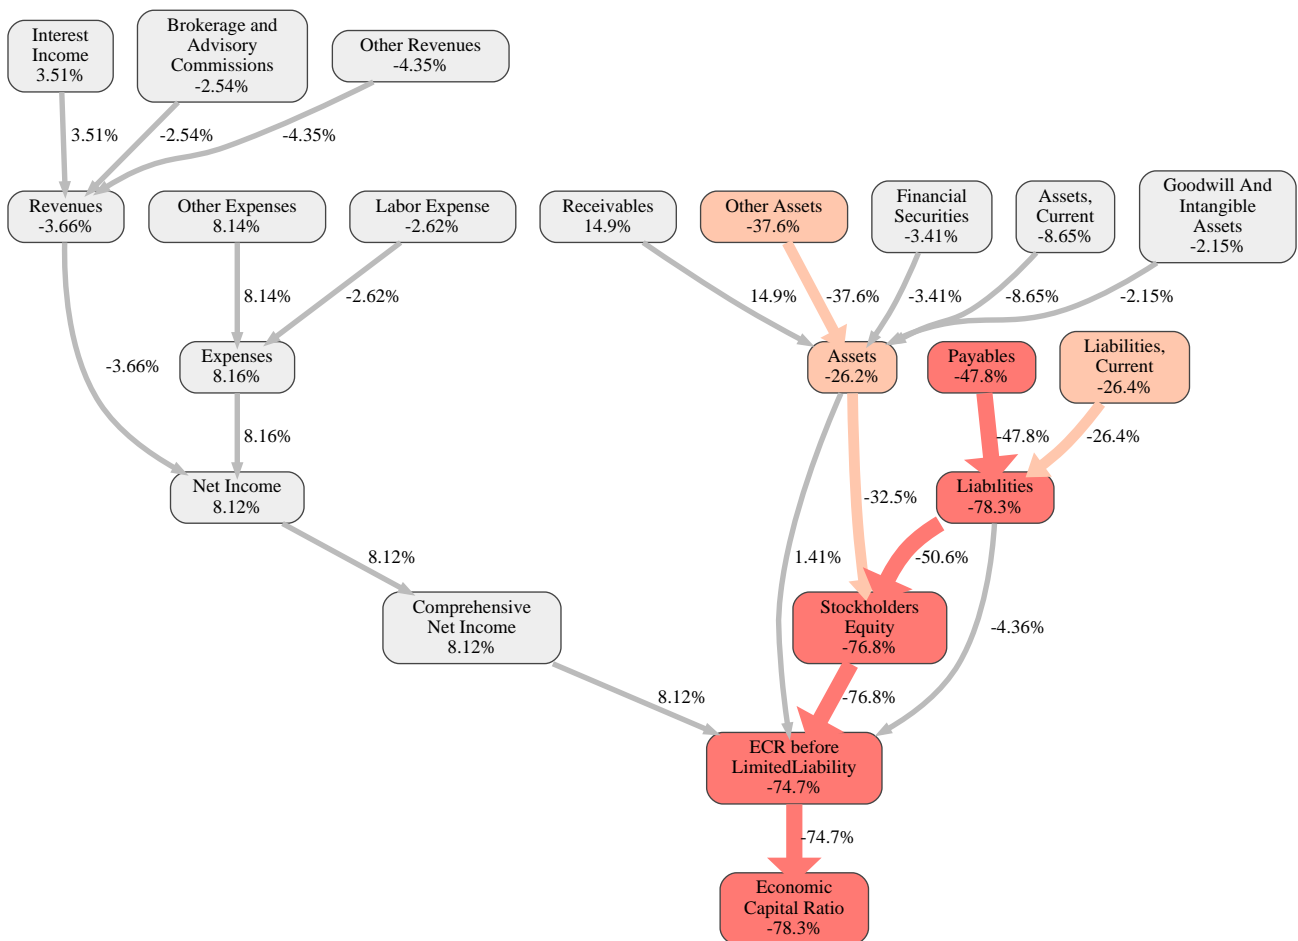 Interest
Income
3.51%
Brokerage and
Advisory
Commissions
-2.54%
Other Revenues
-4.35%
3.51%
-2.54%
-4.35%
Revenues
-3.66%
Other Expenses
8.14%
Labor Expense
-2.62%
Receivables
14.9%
Other Assets
-37.6%
Financial
Securities
-3.41%
Assets,
Current
-8.65%
Goodwill And
Intangible
Assets
-2.15%
8.14%
-2.62%
14.9%
-37.6%
-3.41%
-8.65%
-2.15%
-3.66%
Expenses
8.16%
Assets
-26.2%
Payables
-47.8%
Liabilities,
Current
-26.4%
8.16%
-47.8%
-26.4%
Net Income
8.12%
-32.5%
Liabilities
-78.3%
8.12%
1.41%
-50.6%
Comprehensive
Net Income
8.12%
Stockholders
Equity
-76.8%
-4.36%
8.12%
-76.8%
ECR before
LimitedLiability
-74.7%
-74.7%
Economic
Capital Ratio
-78.3%